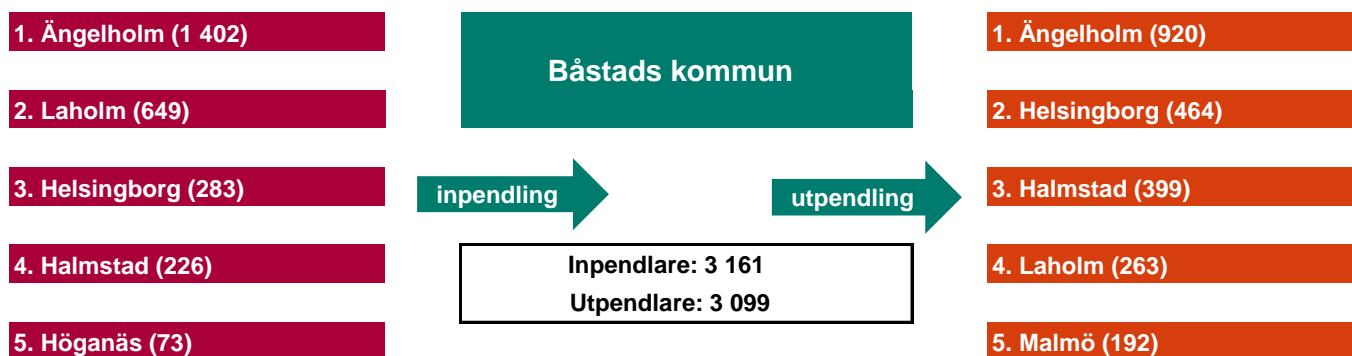 1. Ängelholm (1 402)
2. Laholm (649)
3. Helsingborg (283)
4. Halmstad (226)
5. Höganäs (73)
Båstads kommun
inpendling
utpendling
Inpendlare: 3 161
Utpendlare: 3 099
1. Ängelholm (920)
2. Helsingborg (464)
3. Halmstad (399)
4. Laholm (263)
5. Malmö (192)